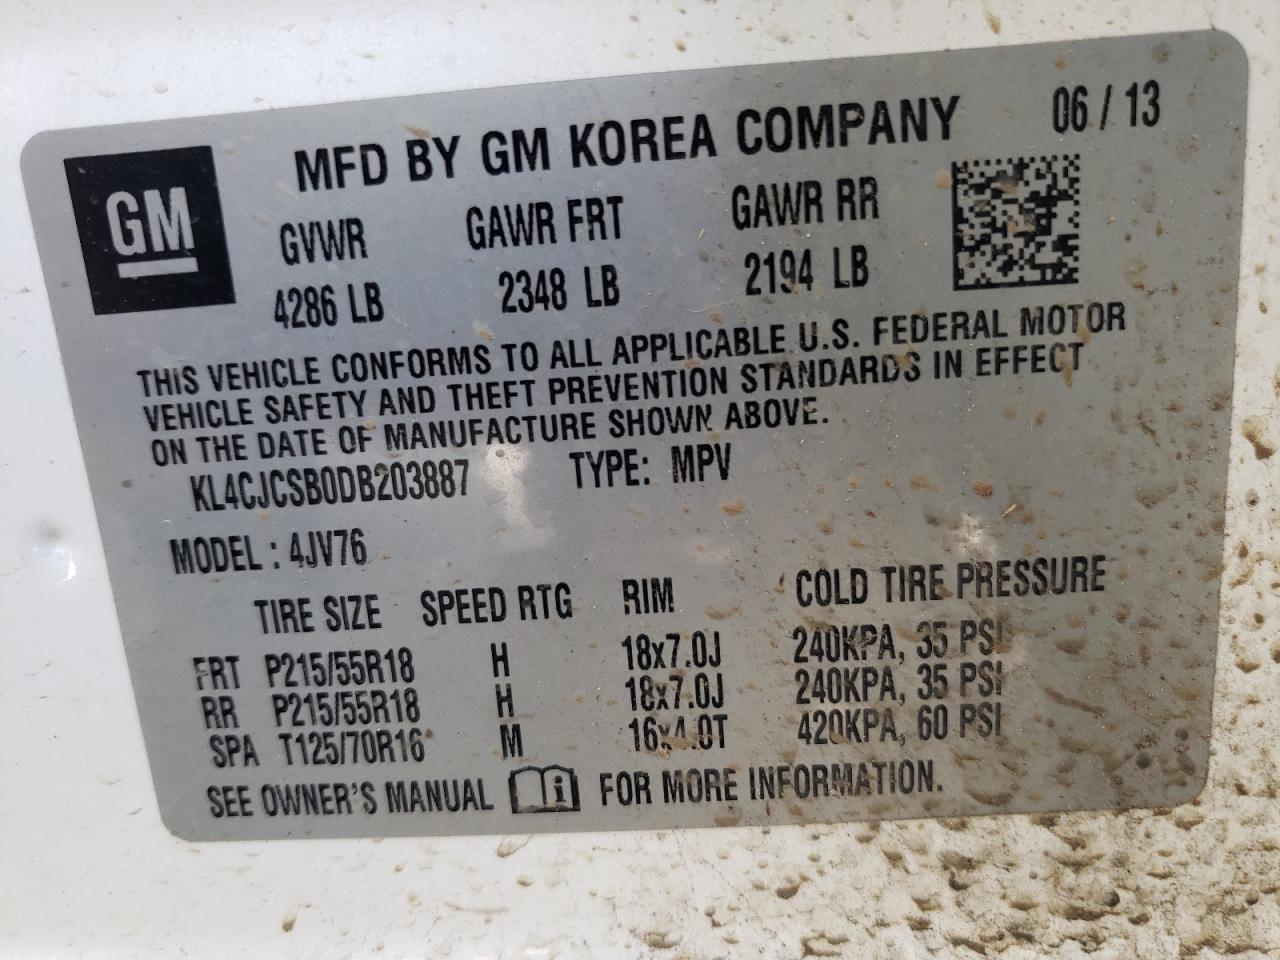 GM
MFD BY GM KOREA COMPANY 06 / 13
GVWR GAWR FRT GAWR RR
4286 LB 2348 LB 2194 LB
THIS VEHICLE CONFORMS TO ALL APPLICABLE U.S. FEDERAL MOTOR
VEHICLE SAFETY AND THEFT PREVENTION STANDARDS IN EFFECT
ON THE DATE OF MANUFACTURE SHOWN ABOVE.
KL4CJCSB0DB203887 TYPE: MPV
MODEL : 4JV76
TIRE SIZE SPEED RTG RIM COLD TIRE PRESSURE
FRT P215/55R18 H 18x7.0J 240KPA, 35 PSI
RR P215/55R18 H 18x7.0J 240KPA, 35 PSI
SPA T125/70R16 M 16x4.0T 420KPA, 60 PSI
SEE OWNER'S MANUAL i FOR MORE INFORMATION.